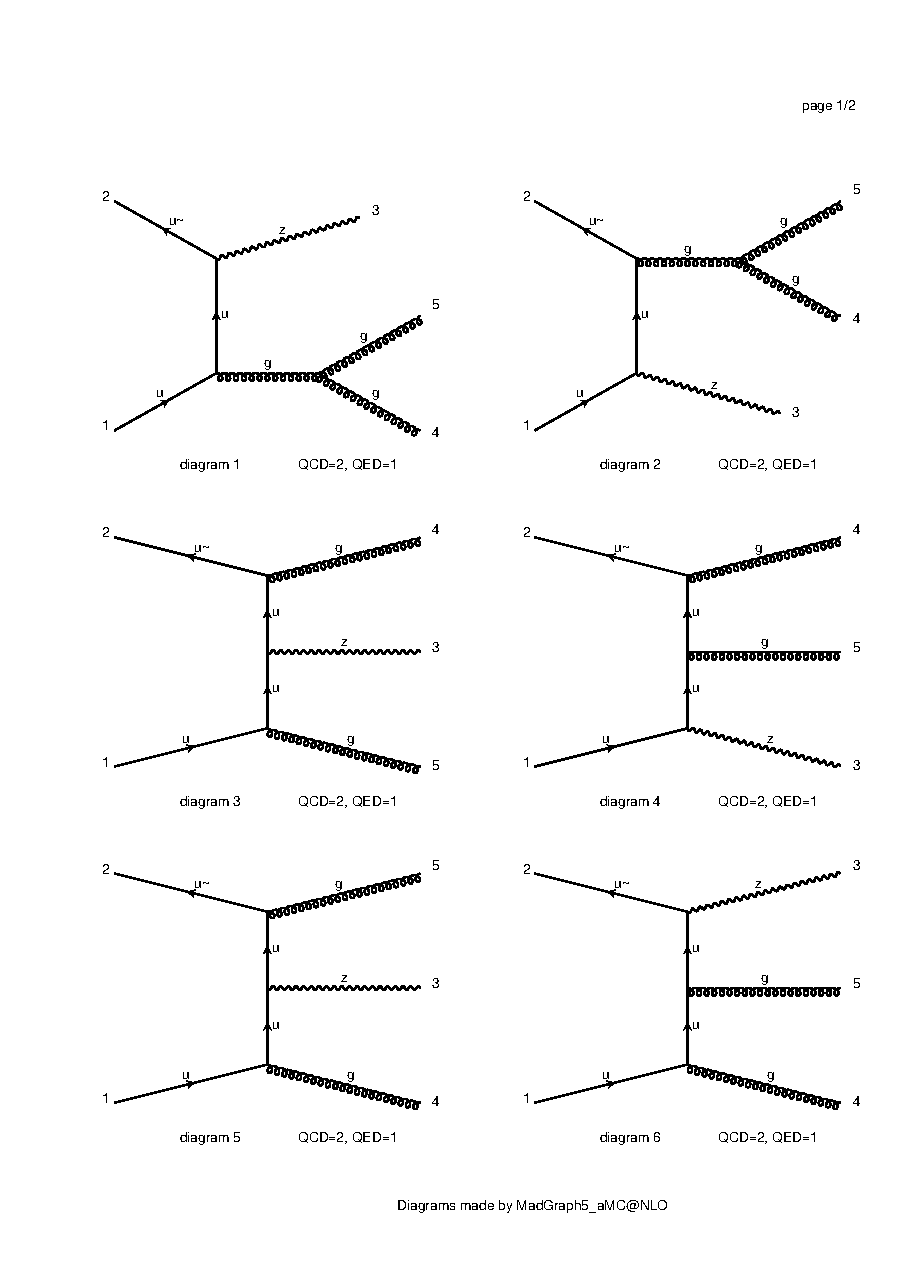 page 1/2
2 u~ z 3
u
g g 5
u g
1 4
diagram 1 QCD=2, QED=1
2 u~ g g 5
g
u 4
u z
1 3
diagram 2 QCD=2, QED=1
2 u~ g 4
u
z 3
u
u g
1 5
diagram 3 QCD=2, QED=1
2 u~ g 4
u
g 5
u
u z
1 3
diagram 4 QCD=2, QED=1
2 u~ g 5
u
z 3
u
u g
1 4
diagram 5 QCD=2, QED=1
2 u~ z 3
u
g 5
u
u g
1 4
diagram 6 QCD=2, QED=1
Diagrams made by MadGraph5_aMC@NLO